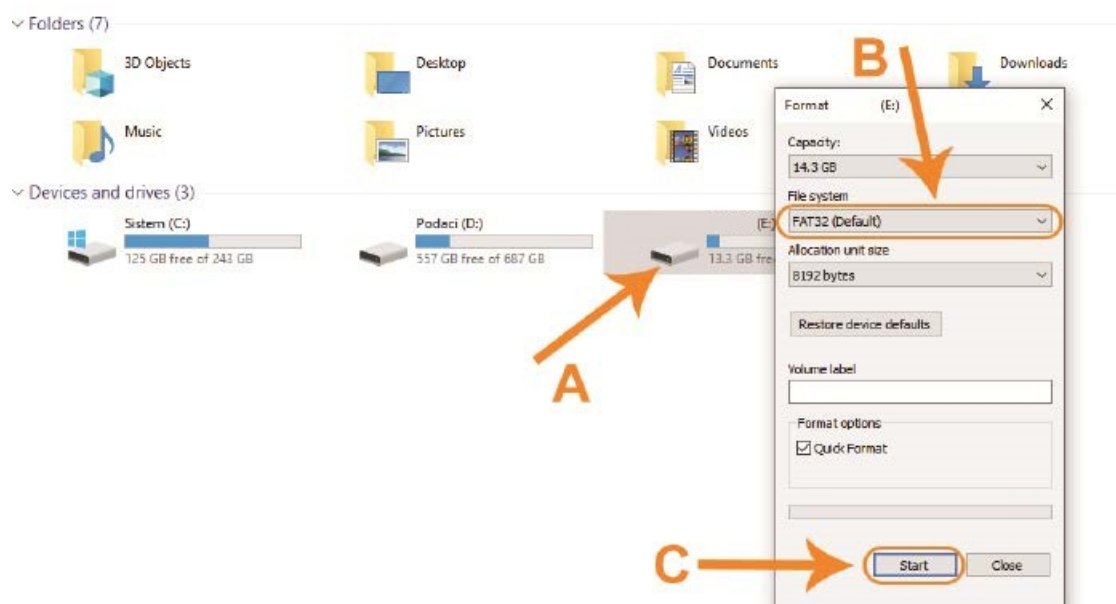 Folders (7)
3D Objects
Desktop
Documents
Downloads
Music
Pictures
Videos
Devices and drives (3)
Sistem (C:)
125 GB free of 243 GB
Podaci (D:)
557 GB free of 687 GB
(E:)
13.3 GB free
A
B
Format (E:)
Capacity:
14.3 GB
File system
FAT32 (Default)
Allocation unit size
8192 bytes
Restore device defaults
Volume label
Format options
Quick Format
C
Start
Close